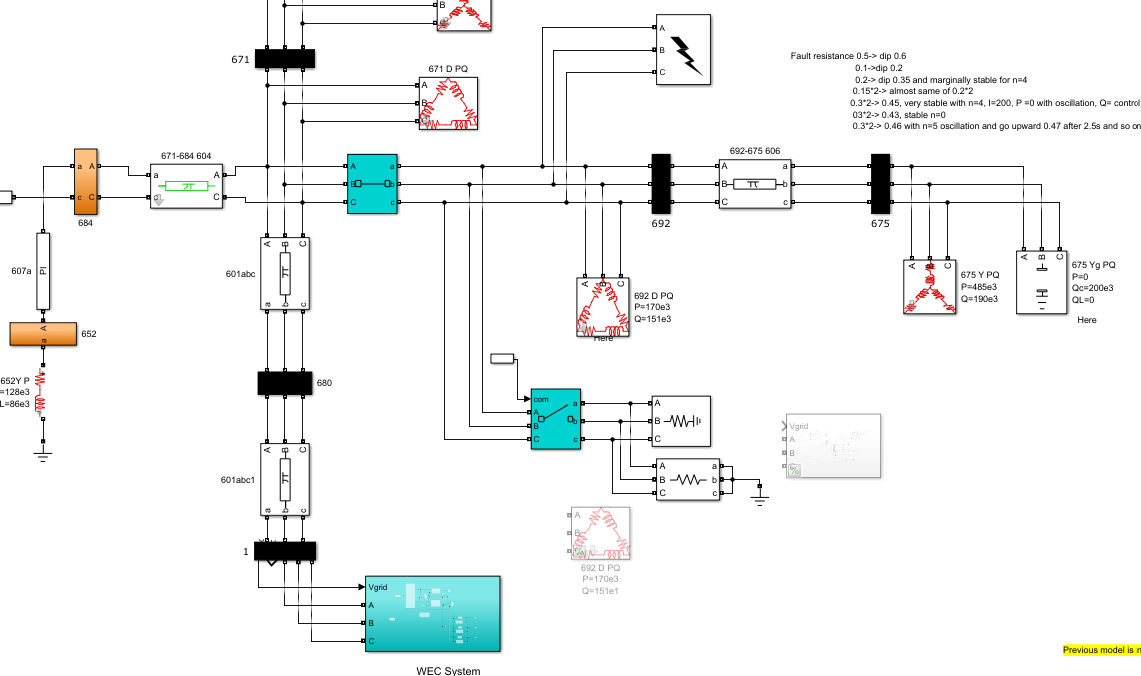 B
c
671
671 D PQ
A
B
A
B
C
Fault resistance 0.5-> dip 0.6
0.1->dip 0.2
0.2-> dip 0.35 and marginally stable for n=4
0.15*2-> almost same of 0.2*2
0.3*2-> 0.45, very stable with n=4, I=200, P =0 with oscillation, Q= control
03*2-> 0.43, stable n=0
0.3*2-> 0.46 with n=5 oscillation and go upward 0.47 after 2.5s and so on
a A
c C
684
671-684 604
a A
c C
A a
B b
C c
692
692-675 606
A a
B b
C c
675
607a
PI
A
a
652
652Y P
=128e3
L=86e3
A B C
601abc
a b c
680
A B C
601abc1
a b c
1
A B C
692 D PQ
P=170e3
Q=151e3
Here
A B C
675 Y PQ
P=485e3
Q=190e3
A B C
675 Yg PQ
P=0
Qc=200e3
QL=0
Here
com
A a
B b
C c
A
B
C
A a
B b
C c
Vgrid
A
B
A
B
692 D PQ
P=170e3
Q=151e1
Vgrid
A
B
C
WEC System
Previous model is n